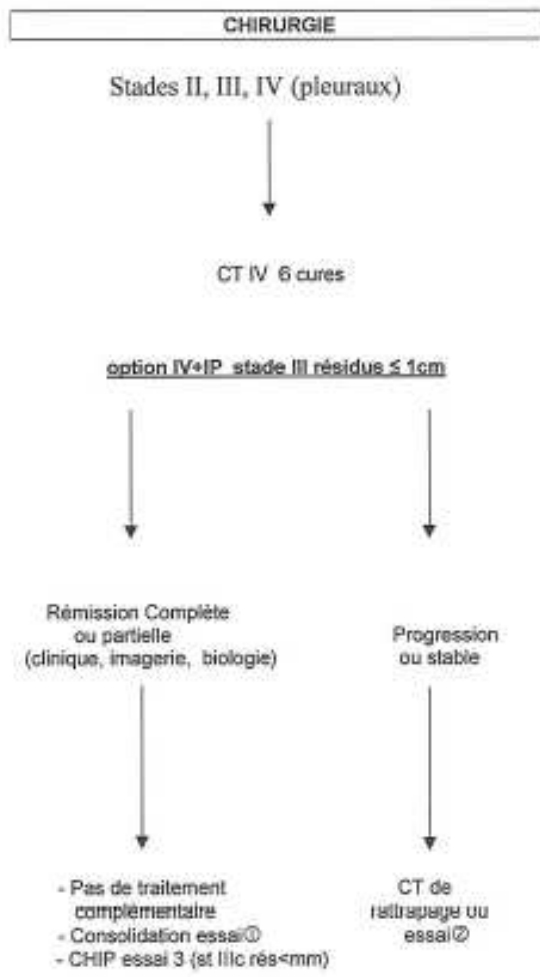 CHIRURGIE
Stades II, III, IV (pleuraux)
CT IV 6 cures
option IV+IP stade III résidus ≤ 1cm
Rémission Complète
ou partielle
(clinique, imagerie, biologie)
Progression
ou stable
- Pas de traitement
complémentaire
- Consolidation essai①
- CHIP essai 3 (st IIIc rés<mm)
CT de
rattrapage ou
essai②